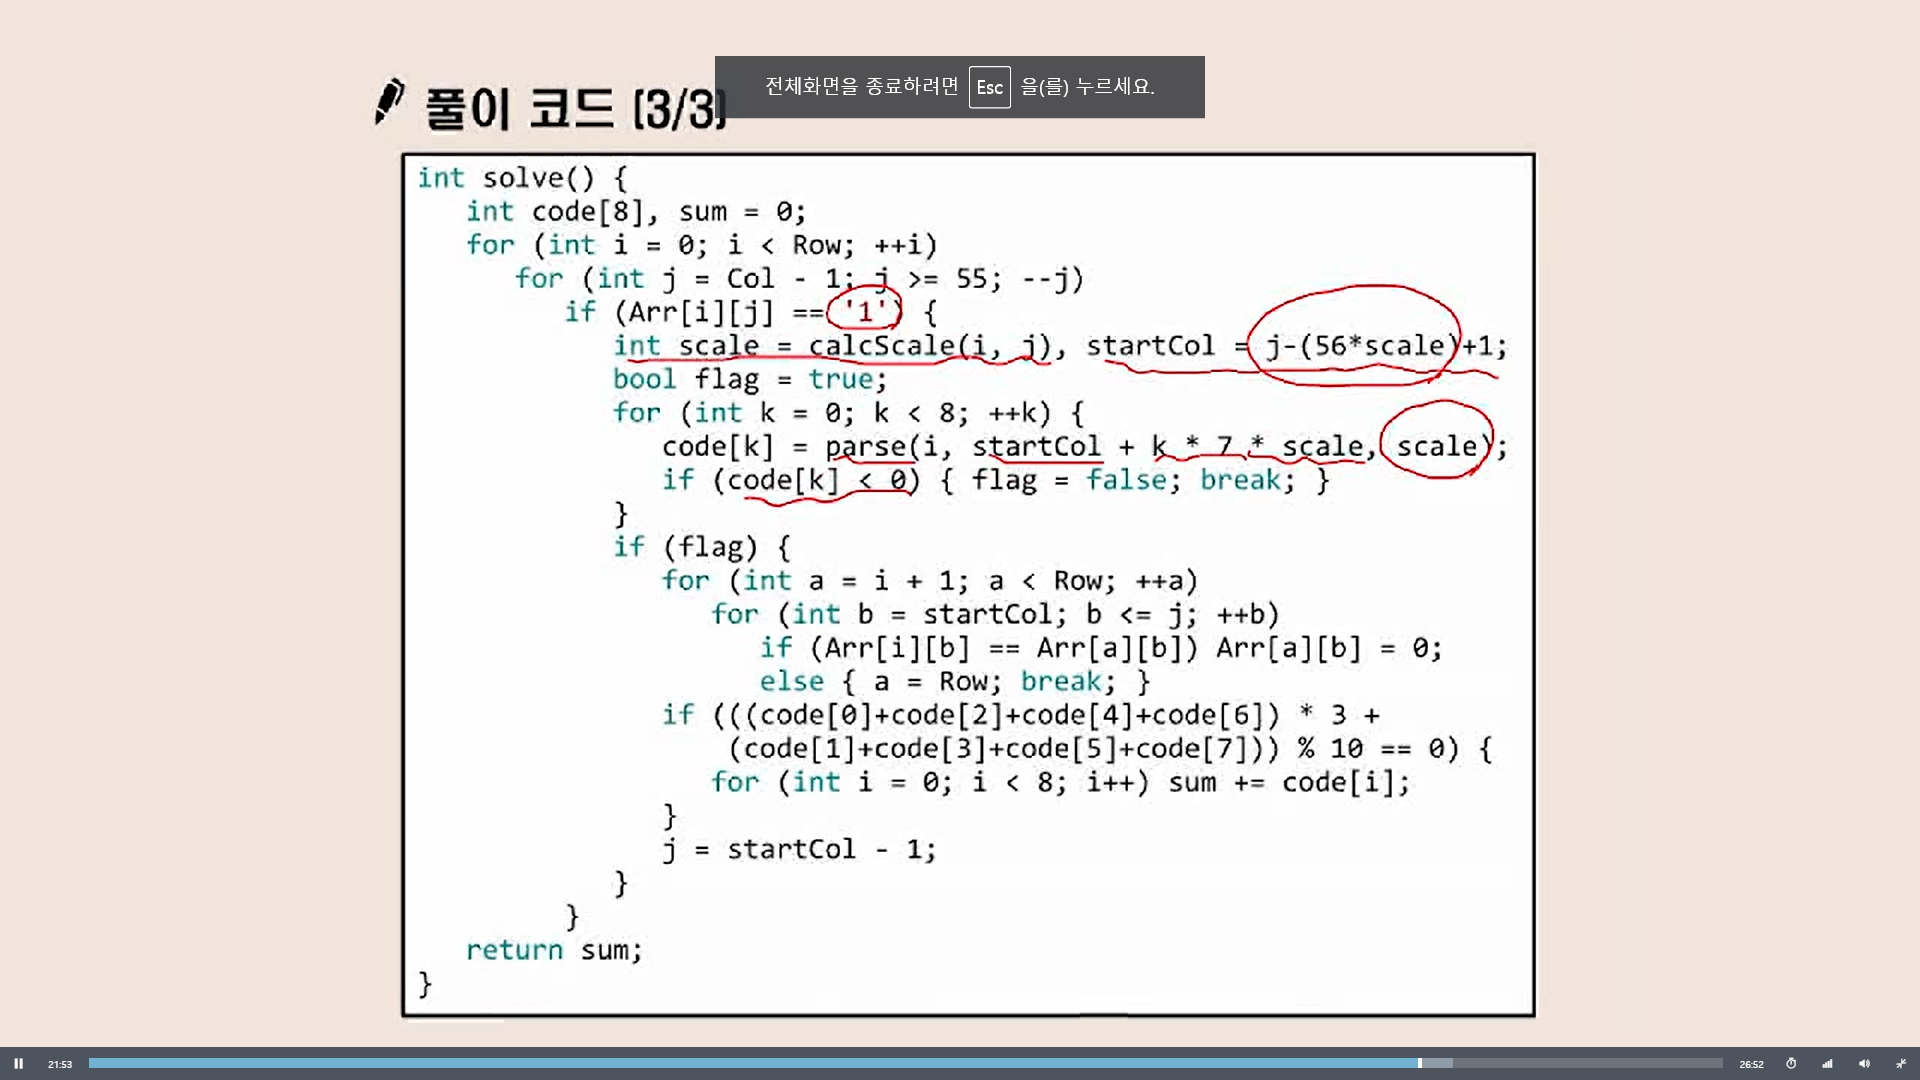 전체화면을 종료하려면 Esc 을(를) 누르세요.
풀이 코드 (3/3)
int solve() {
   int code[8], sum = 0;
   for (int i = 0; i < Row; ++i)
      for (int j = Col - 1; j >= 55; --j)
         if (Arr[i][j] == '1') {
            int scale = calcScale(i, j), startCol = j-(56*scale)+1;
            bool flag = true;
            for (int k = 0; k < 8; ++k) {
               code[k] = parse(i, startCol + k * 7 * scale, scale);
               if (code[k] < 0) { flag = false; break; }
            }
            if (flag) {
               for (int a = i + 1; a < Row; ++a)
                  for (int b = startCol; b <= j; ++b)
                     if (Arr[i][b] == Arr[a][b]) Arr[a][b] = 0;
                     else { a = Row; break; }
               if (((code[0]+code[2]+code[4]+code[6]) * 3 +
                   (code[1]+code[3]+code[5]+code[7])) % 10 == 0) {
                  for (int i = 0; i < 8; i++) sum += code[i];
               }
               j = startCol - 1;
            }
         }
   return sum;
}
21:53 26:52